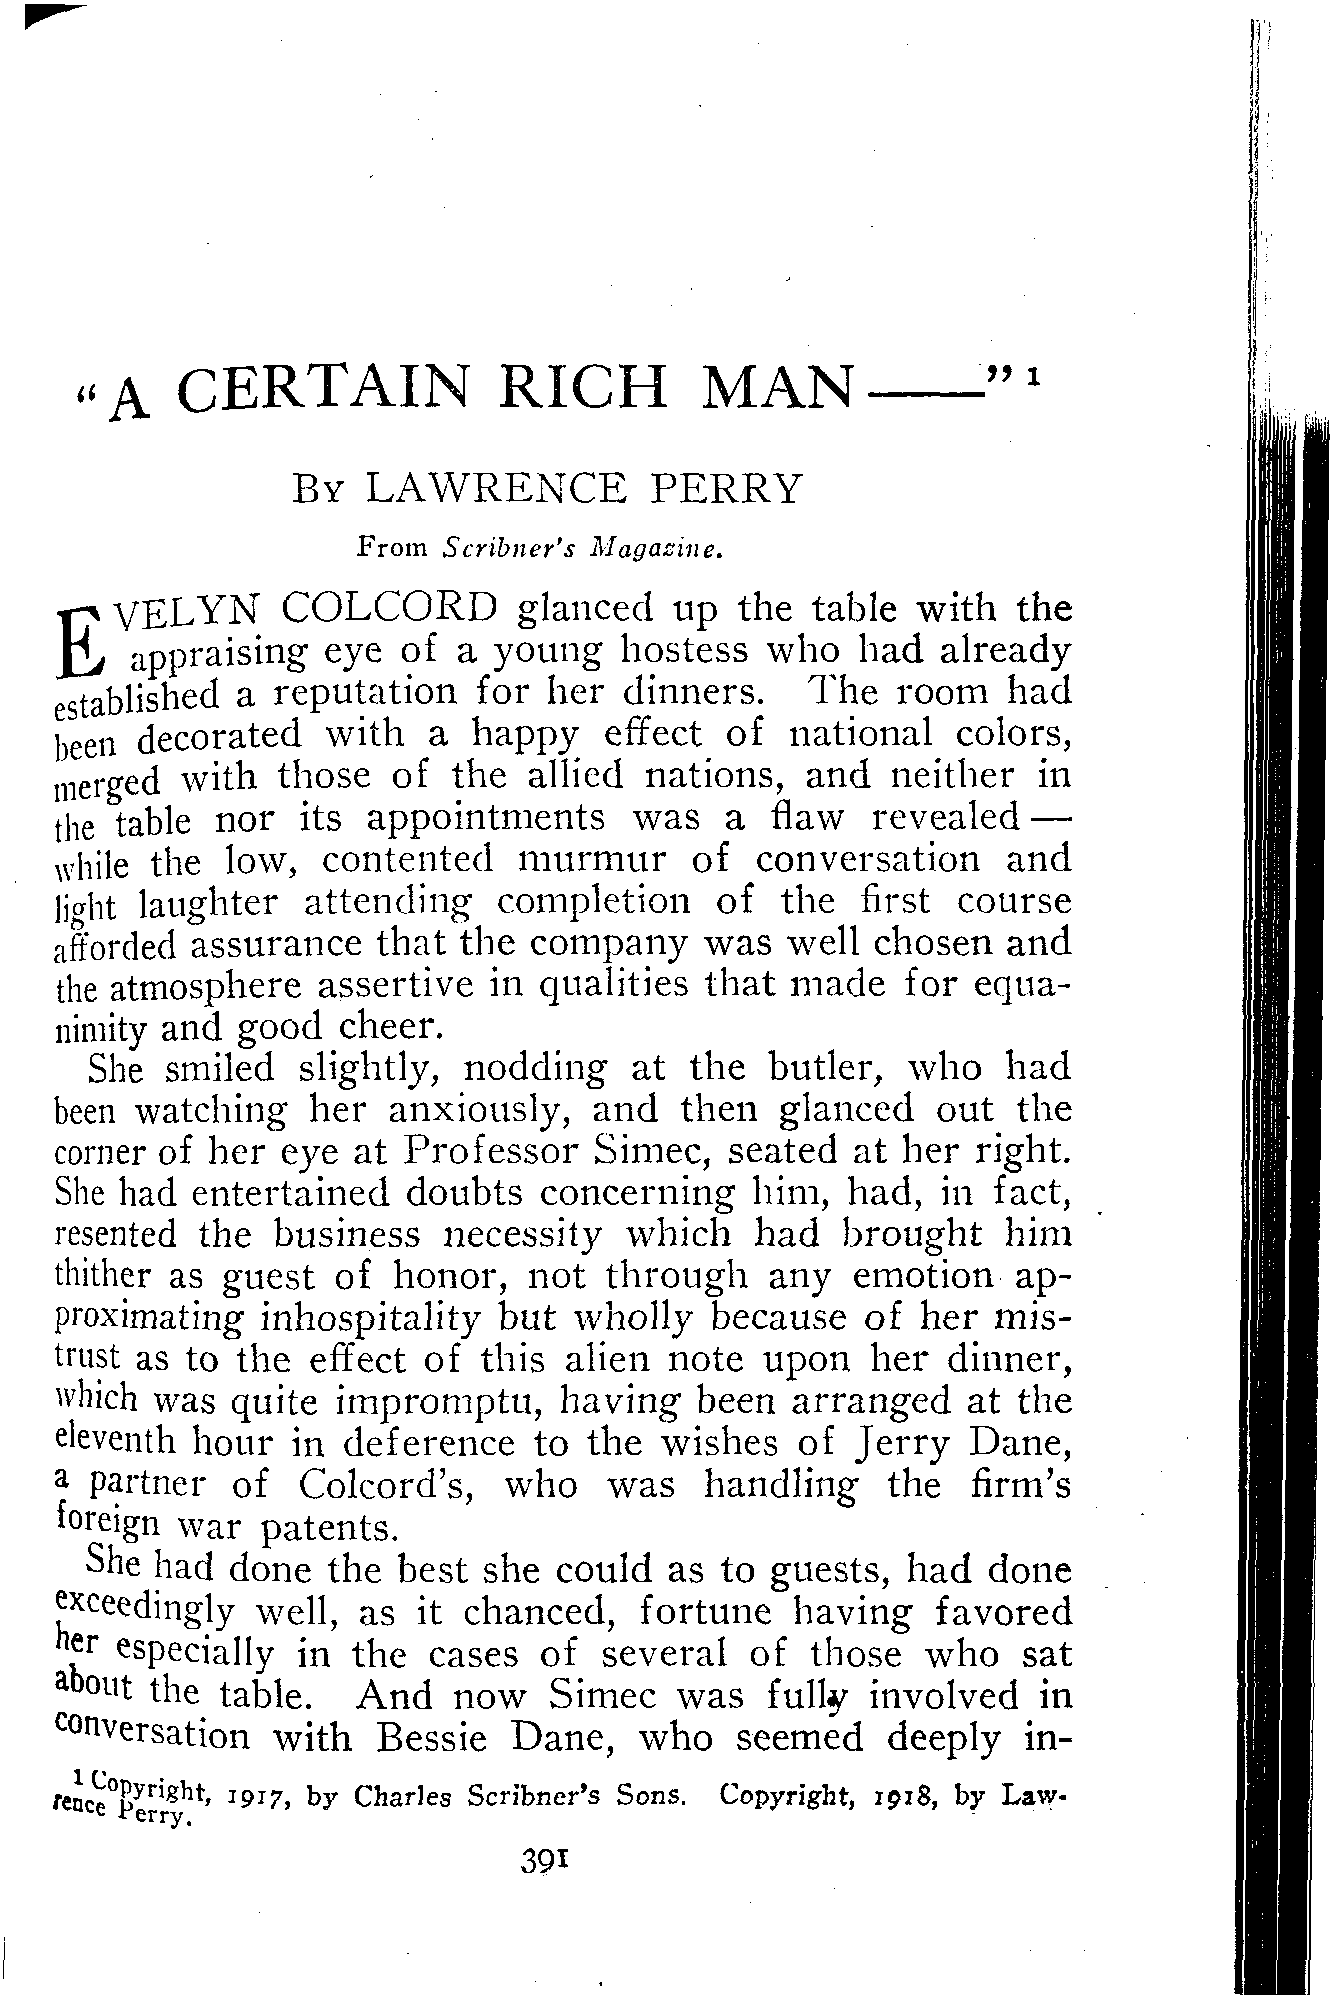 "A CERTAIN RICH MAN——" 1
By LAWRENCE PERRY
From Scribner's Magazine.
EVELYN COLCORD glanced up the table with the
appraising eye of a young hostess who had already
established a reputation for her dinners. The room had
been decorated with a happy effect of national colors,
merged with those of the allied nations, and neither in
the table nor its appointments was a flaw revealed —
while the low, contented murmur of conversation and
light laughter attending completion of the first course
afforded assurance that the company was well chosen and
the atmosphere assertive in qualities that made for equa-
nimity and good cheer.
She smiled slightly, nodding at the butler, who had
been watching her anxiously, and then glanced out the
corner of her eye at Professor Simec, seated at her right.
She had entertained doubts concerning him, had, in fact,
resented the business necessity which had brought him
thither as guest of honor, not through any emotion ap-
proximating inhospitality but wholly because of her mis-
trust as to the effect of this alien note upon her dinner,
which was quite impromptu, having been arranged at the
eleventh hour in deference to the wishes of Jerry Dane,
a partner of Colcord's, who was handling the firm's
foreign war patents.
She had done the best she could as to guests, had done
exceedingly well, as it chanced, fortune having favored
her especially in the cases of several of those who sat
about the table. And now Simec was fully involved in
conversation with Bessie Dane, who seemed deeply in-
1 Copyright, 1917, by Charles Scribner's Sons. Copyright, 1918, by Law-
rence Perry.
391